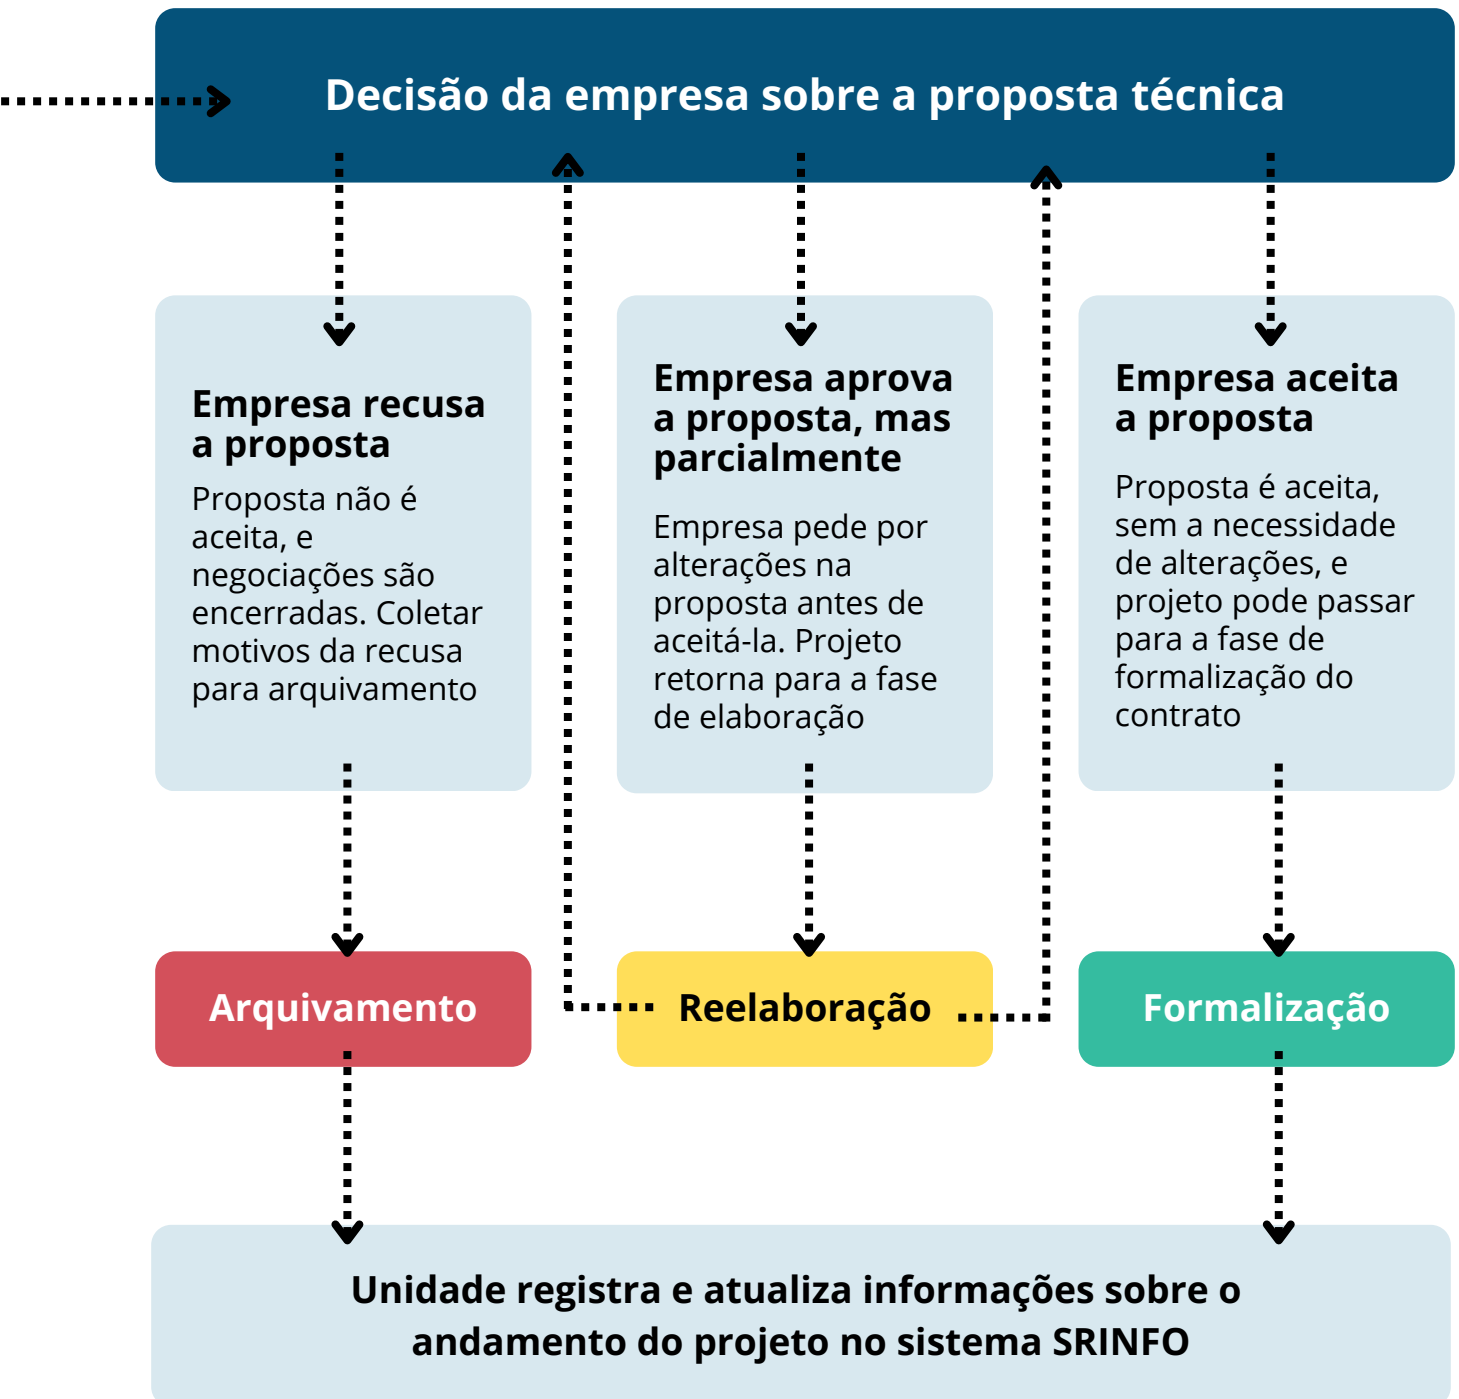 Decisão da empresa sobre a proposta técnica
Empresa recusa
a proposta
Proposta não é
aceita, e
negociações são
encerradas. Coletar
motivos da recusa
para arquivamento
Empresa aprova
a proposta, mas
parcialmente
Empresa pede por
alterações na
proposta antes de
aceitá-la. Projeto
retorna para a fase
de elaboração
Empresa aceita
a proposta
Proposta é aceita,
sem a necessidade
de alterações, e
projeto pode passar
para a fase de
formalização do
contrato
Arquivamento
Reelaboração
Formalização
Unidade registra e atualiza informações sobre o
andamento do projeto no sistema SRINFO